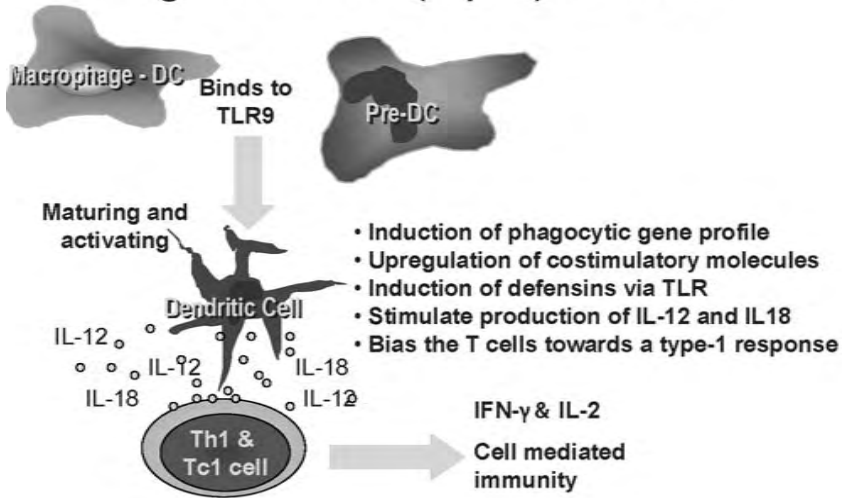 Macrophage - DC
Binds to
TLR9
Pre-DC
Maturing and
activating
Dendritic Cell
• Induction of phagocytic gene profile
• Upregulation of costimulatory molecules
• Induction of defensins via TLR
• Stimulate production of IL-12 and IL18
• Bias the T cells towards a type-1 response
IL-12
IL-12
IL-18
IL-18
IL-12
Th1 &
Tc1 cell
IFN-γ & IL-2
Cell mediated
immunity